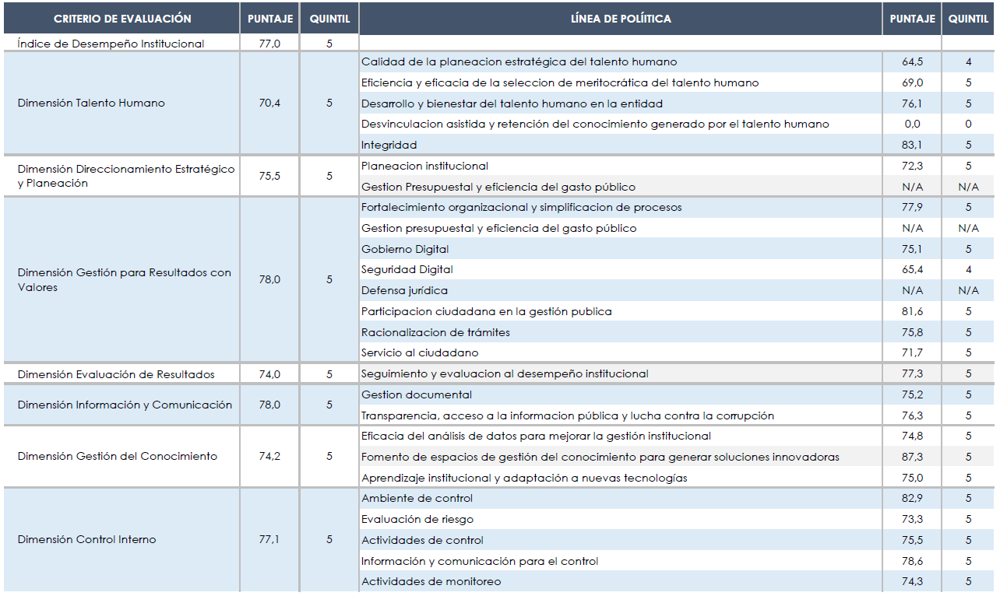 CRITERIO DE EVALUACIÓN PUNTAJE QUINTIL LÍNEA DE POLÍITICA PUNTAJE QUINTIL
Índice de Desempeño Institucional 77,0 5
Dimensión Talento Humano 70,4 5
Calidad de la planeacion estratégica del talento humano 64,5 4
Eficiencia y eficacia de la seleccion de meritocrática del talento humano 69,0 5
Desarrollo y bienestar del talento humano en la entidad 76,1 5
Desvinculacion asistida y retención del conocimiento generado por el talento humano 0,0 0
Integridad 83,1 5
Dimensión Direccionamiento Estratégico
y Planeación 75,5 5
Planeacion institucional 72,3 5
Gestion Presupuestal y eficiencia del gasto público N/A N/A
Dimensión Gestión para Resultados con
Valores 78,0 5
Fortalecimiento organizacional y simplificacion de procesos 77,9 5
Gestion presupuestal y eficiencia del gasto público N/A N/A
Gobierno Digital 75,1 5
Seguridad Digital 65,4 4
Defensa jurídica N/A N/A
Participacion ciudadana en la gestión publica 81,6 5
Racionalizacion de trámites 75,8 5
Servicio al ciudadano 71,7 5
Dimensión Evaluación de Resultados 74,0 5
Seguimiento y evaluacion al desempeño institucional 77,3 5
Dimensión Información y Comunicación 78,0 5
Gestion documental 75,2 5
Transparencia, acceso a la informacion pública y lucha contra la corrupción 76,3 5
Dimensión Gestión del Conocimiento 74,2 5
Eficacia del análisis de datos para mejorar la gestión institucional 74,8 5
Fomento de espacios de gestión del conocimiento para generar soluciones innovadoras 87,3 5
Aprendizaje institucional y adaptación a nuevas tecnologías 75,0 5
Dimensión Control Interno 77,1 5
Ambiente de control 82,9 5
Evaluación de riesgo 73,3 5
Actividades de control 75,5 5
Información y comunicación para el control 78,6 5
Actividades de monitoreo 74,3 5